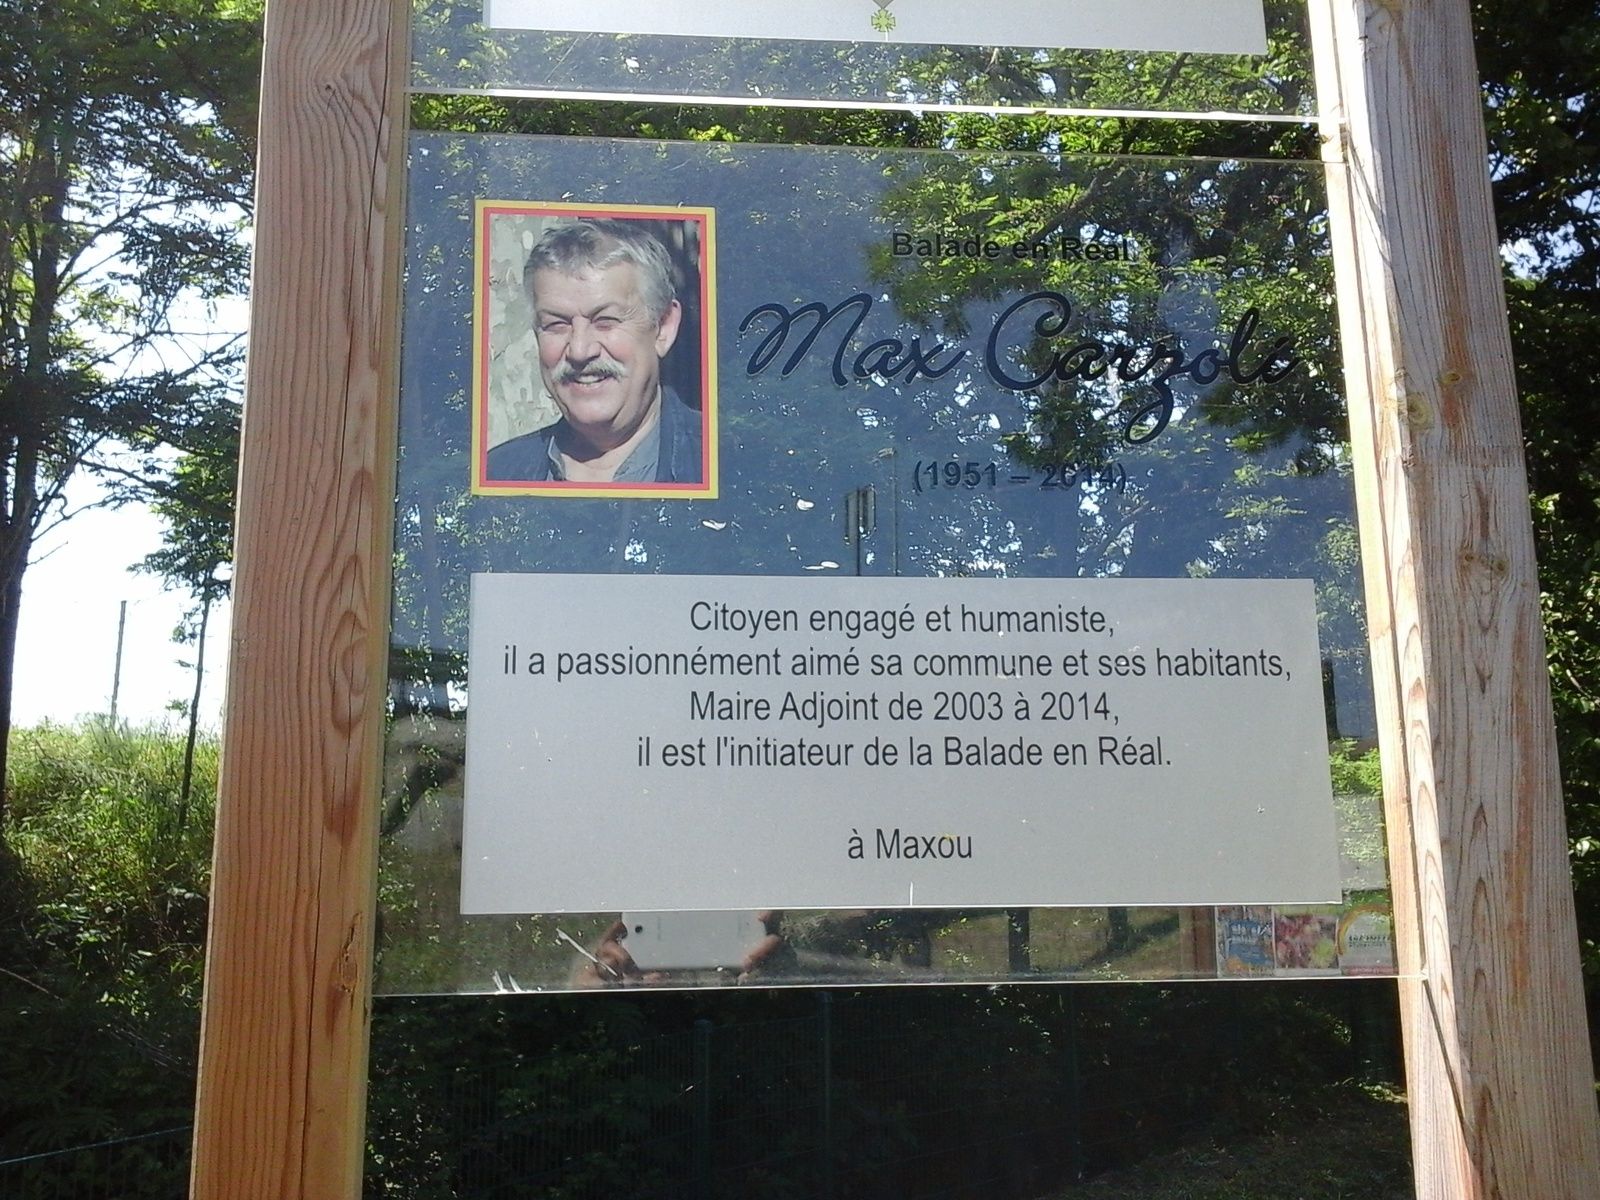 Balade en Réal
Max Carzoli
(1951 – 2014)
Citoyen engagé et humaniste,
il a passionnément aimé sa commune et ses habitants,
Maire Adjoint de 2003 à 2014,
il est l'initiateur de la Balade en Réal.
à Maxou